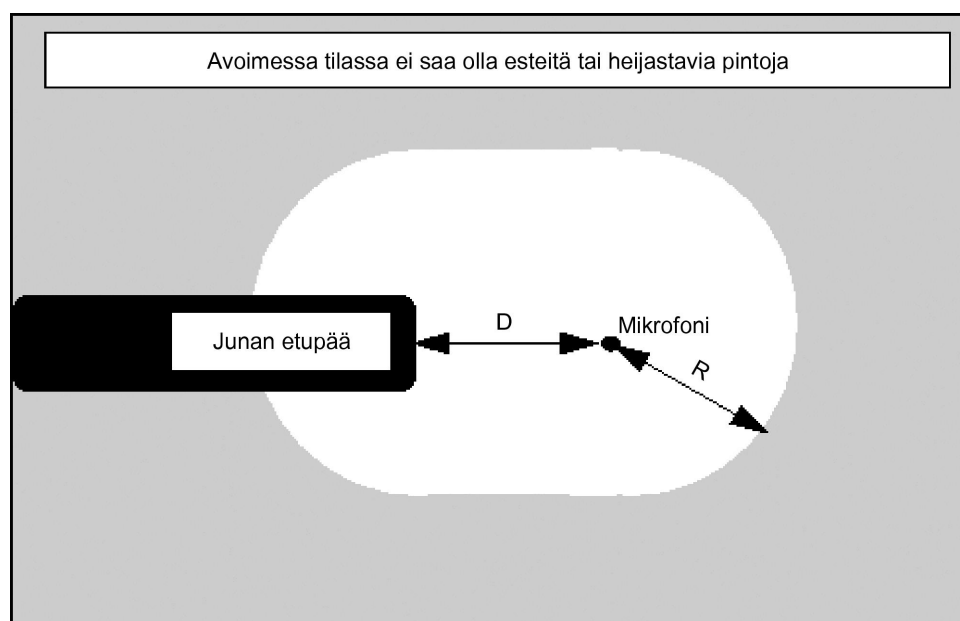 Avoimessa tilassa ei saa olla esteitä tai heijastavia pintoja
D
Mikrofoni
Junan etupää
R